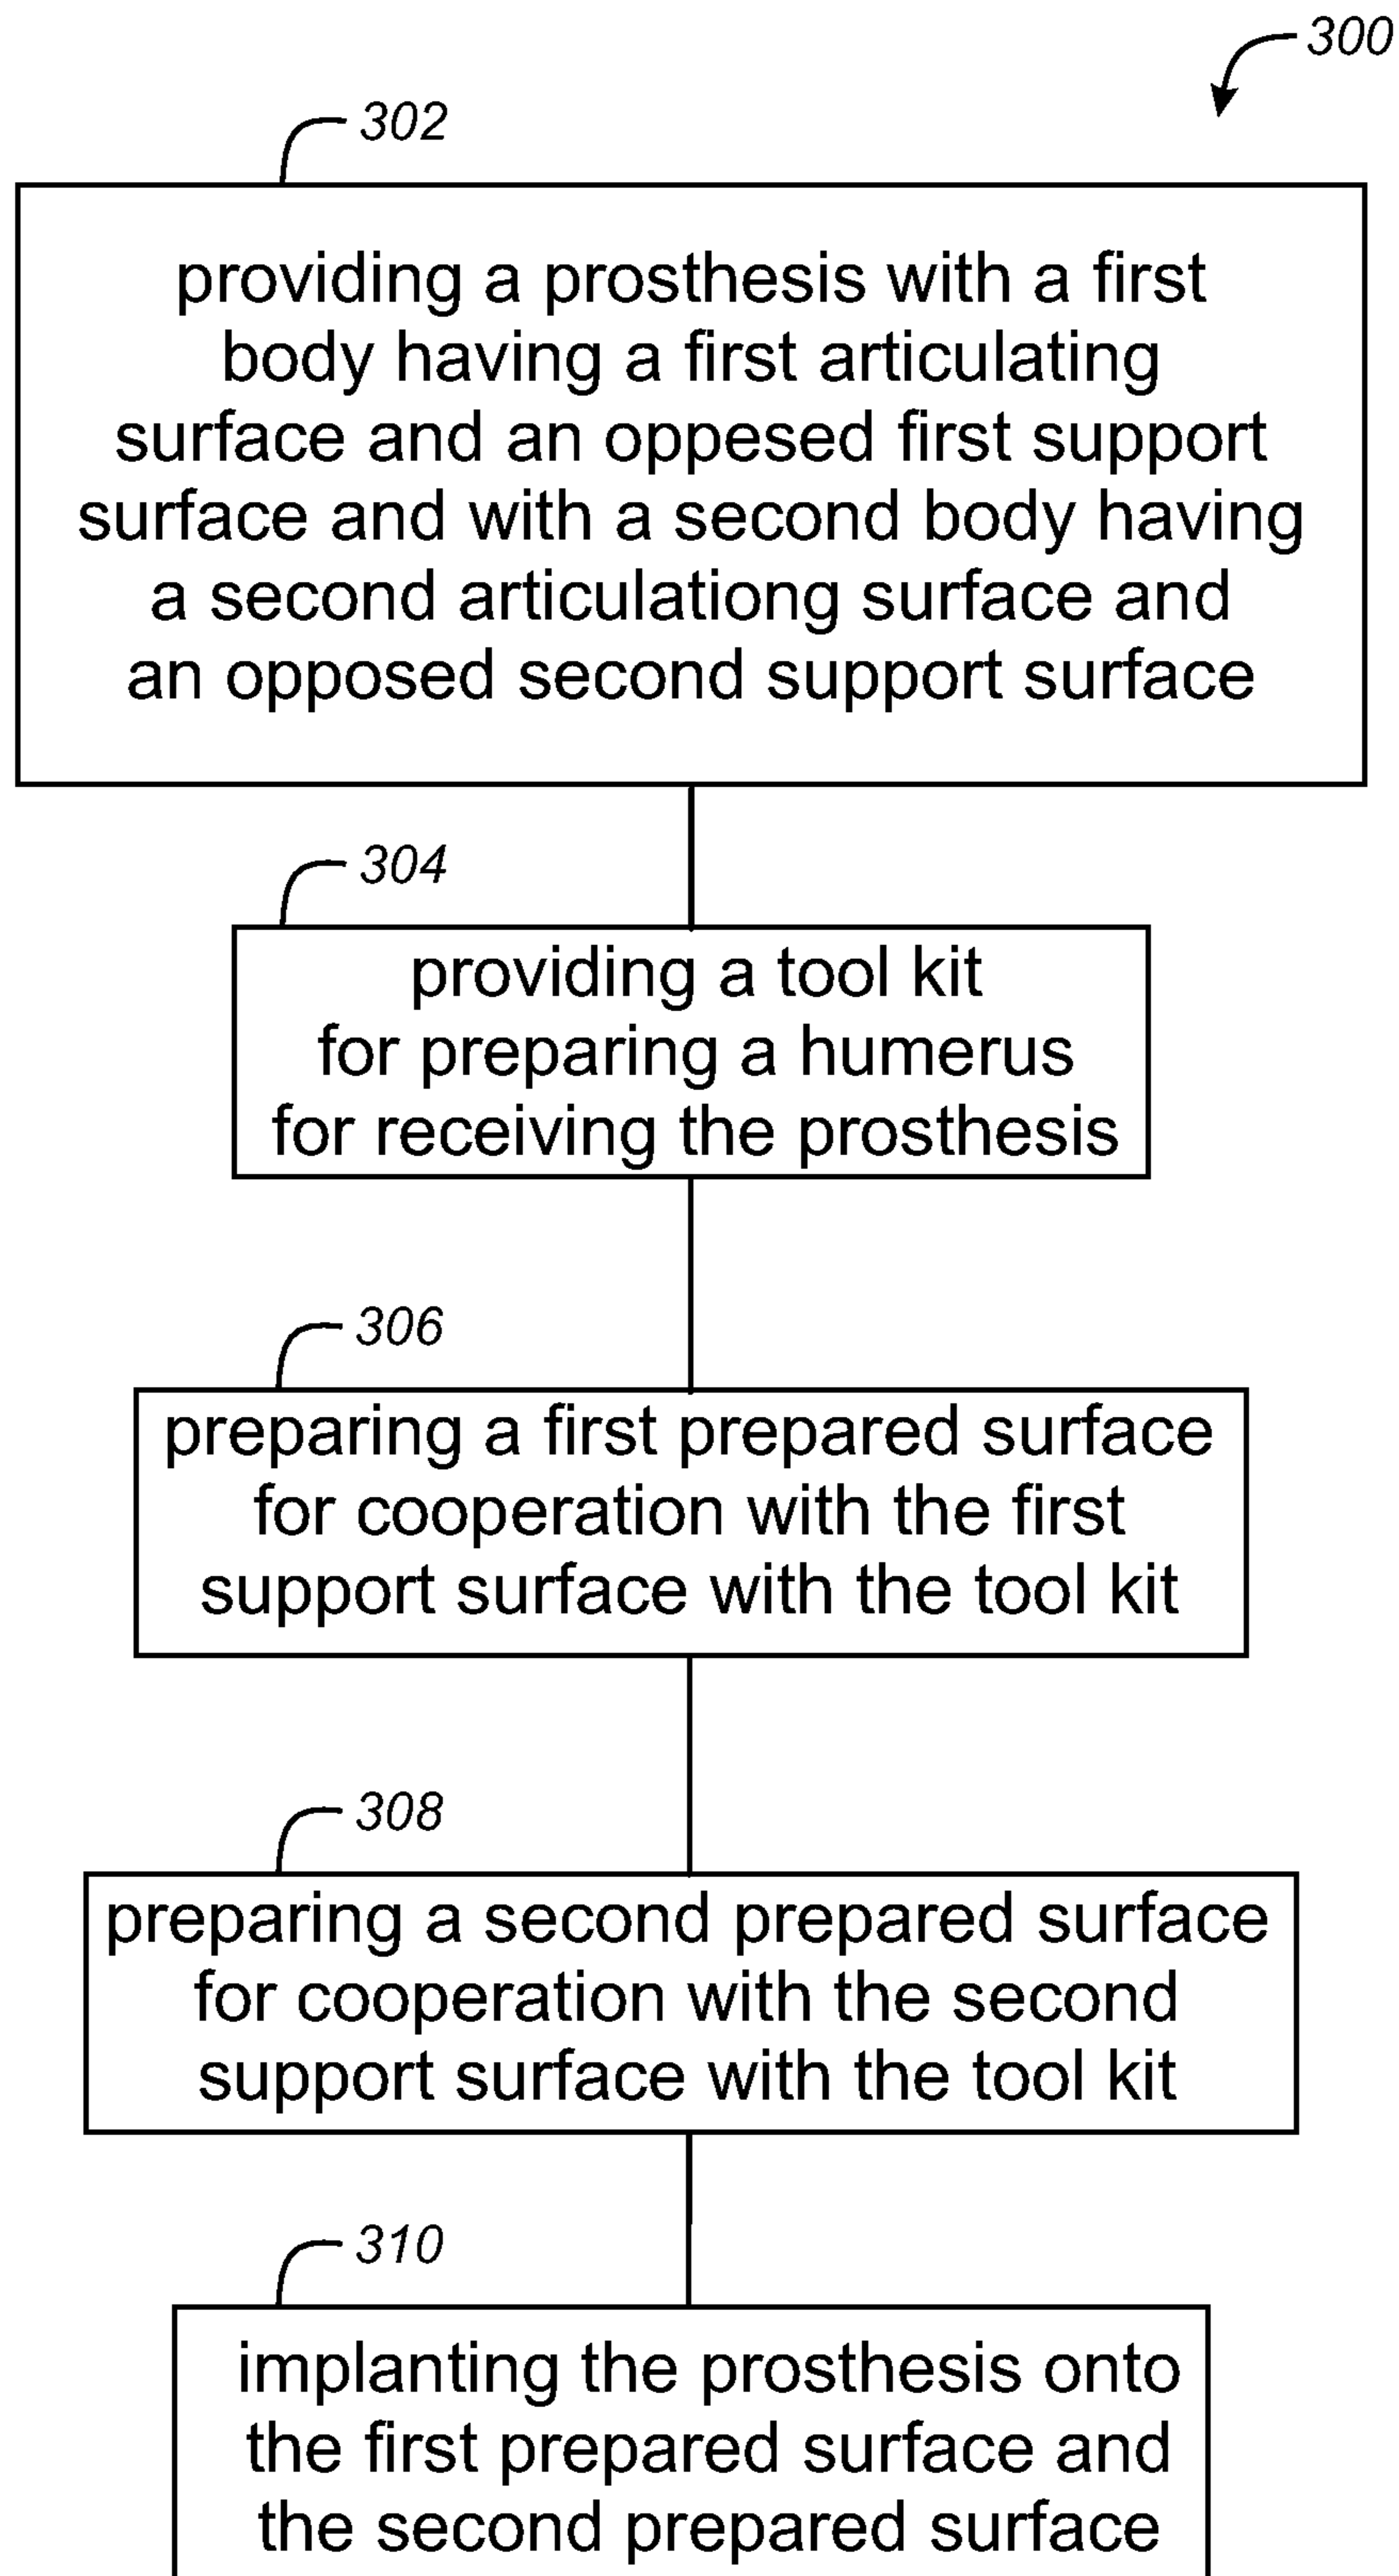 300
302
providing a prosthesis with a first
body having a first articulating
surface and an oppesed first support
surface and with a second body having
a second articulationg surface and
an opposed second support surface
304
providing a tool kit
for preparing a humerus
for receiving the prosthesis
306
preparing a first prepared surface
for cooperation with the first
support surface with the tool kit
308
preparing a second prepared surface
for cooperation with the second
support surface with the tool kit
310
implanting the prosthesis onto
the first prepared surface and
the second prepared surface